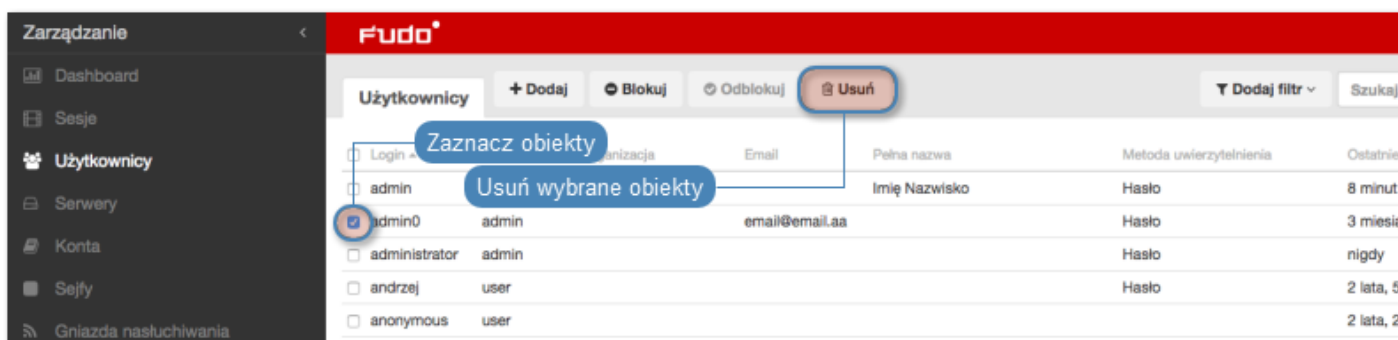 Zarządzanie
Fudo
Dashboard
Użytkownicy
+ Dodaj
Blokuj
Odblokuj
Usuń
Dodaj filtr
Szukaj
Sesje
Zaznacz obiekty
Login
Email
Pełna nazwa
Metoda uwierzytelnienia
Ostatnie
Użytkownicy
Usuń wybrane obiekty
admin
Imię Nazwisko
Hasło
8 minut
Serwery
admin0
admin
email@email.aa
Hasło
3 miesią
Konta
administrator
admin
Hasło
nigdy
Sejfy
andrzej
user
Hasło
2 lata, 5
Gniazda nasłuchiwania
anonymous
user
2 lata, 2